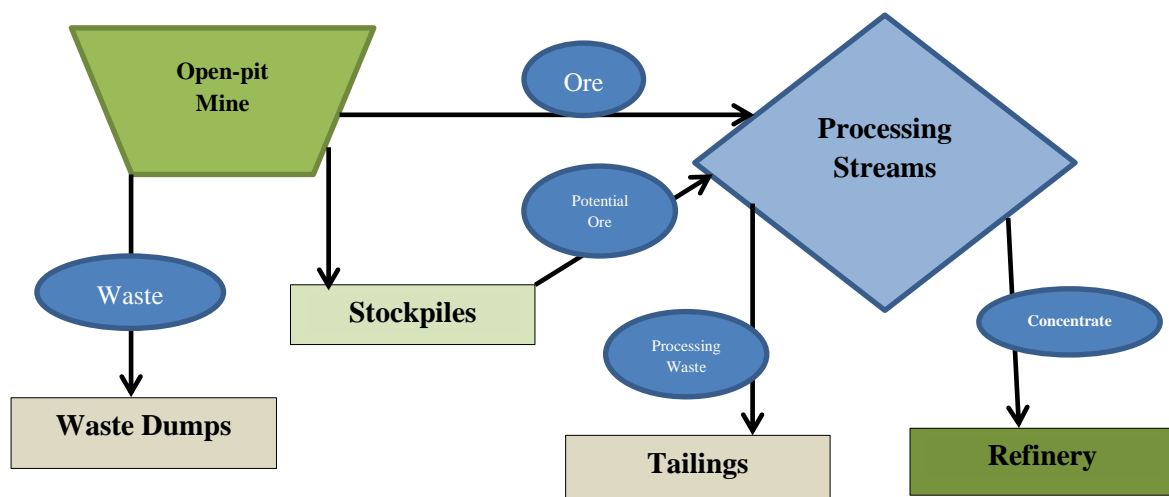 Open-pit
Mine
Ore
Processing
Streams
Potential
Ore
Waste
Stockpiles
Concentrate
Processing
Waste
Waste Dumps
Tailings
Refinery